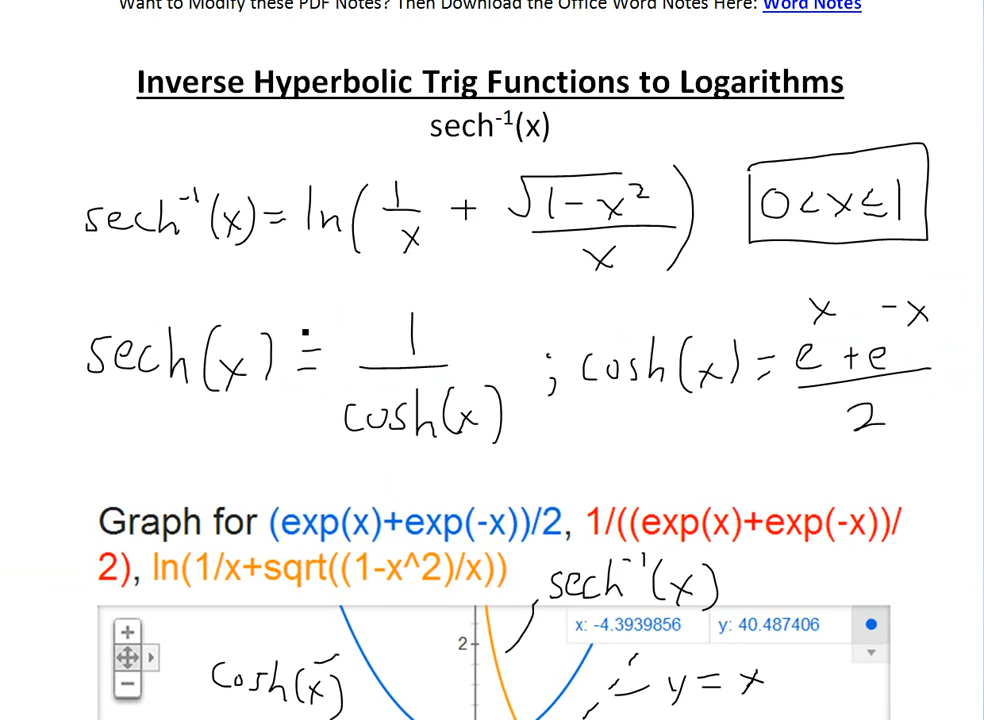 Want to Modify these PDF Notes? Then Download the Office Word Notes Here: Word Notes
Inverse Hyperbolic Trig Functions to Logarithms
sech⁻¹(x)
sech⁻¹(x) = ln(1/x + √(1-x²)/x) 0<x≤1
sech(x) = 1/cosh(x) ; cosh(x) = (eˣ+e⁻ˣ)/2
Graph for (exp(x)+exp(-x))/2, 1/((exp(x)+exp(-x))/
2), ln(1/x+sqrt((1-x^2)/x))
sech⁻¹(x)
x: -4.3939856 y: 40.487406
2
cosh(x) y = x